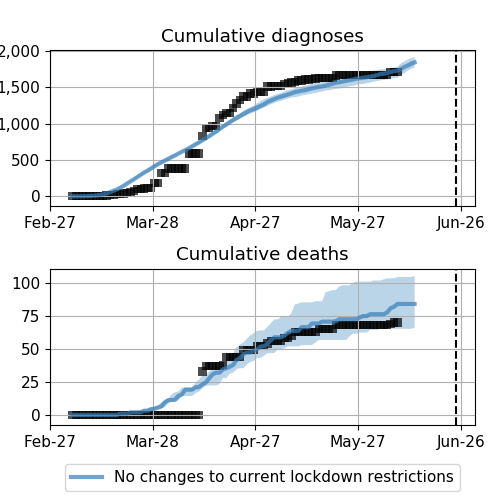 Cumulative diagnoses
2,000
1,500
1,000
500
0
Feb-27 Mar-28 Apr-27 May-27 Jun-26
Cumulative deaths
100
75
50
25
0
Feb-27 Mar-28 Apr-27 May-27 Jun-26
No changes to current lockdown restrictions